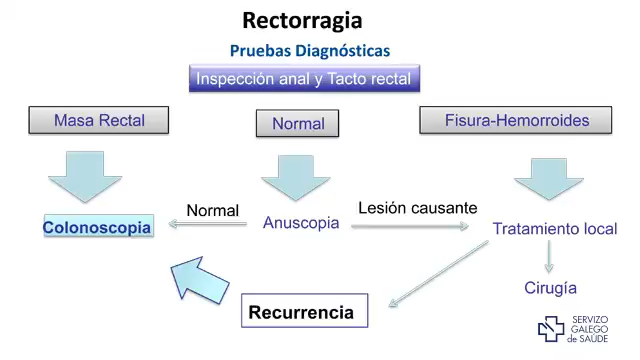 Rectorragia
Pruebas Diagnósticas
Inspección anal y Tacto rectal
Masa Rectal
Normal
Fisura-Hemorroides
Colonoscopia
Normal
Anuscopia
Lesión causante
Tratamiento local
Recurrencia
Cirugía
SERVIZO
GALEGO
de SAÚDE